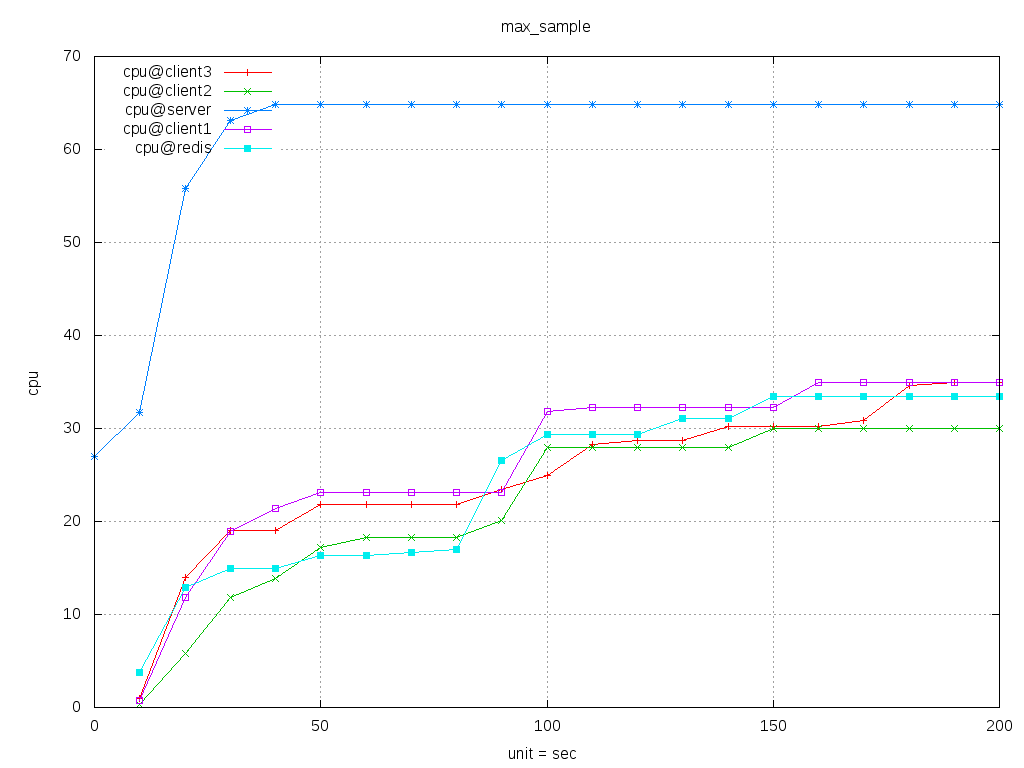 max_sample
70
60
50
40
30
20
10
0
cpu
cpu@client3
cpu@client2
cpu@server
cpu@client1
cpu@redis
0 50 100 150 200
unit = sec